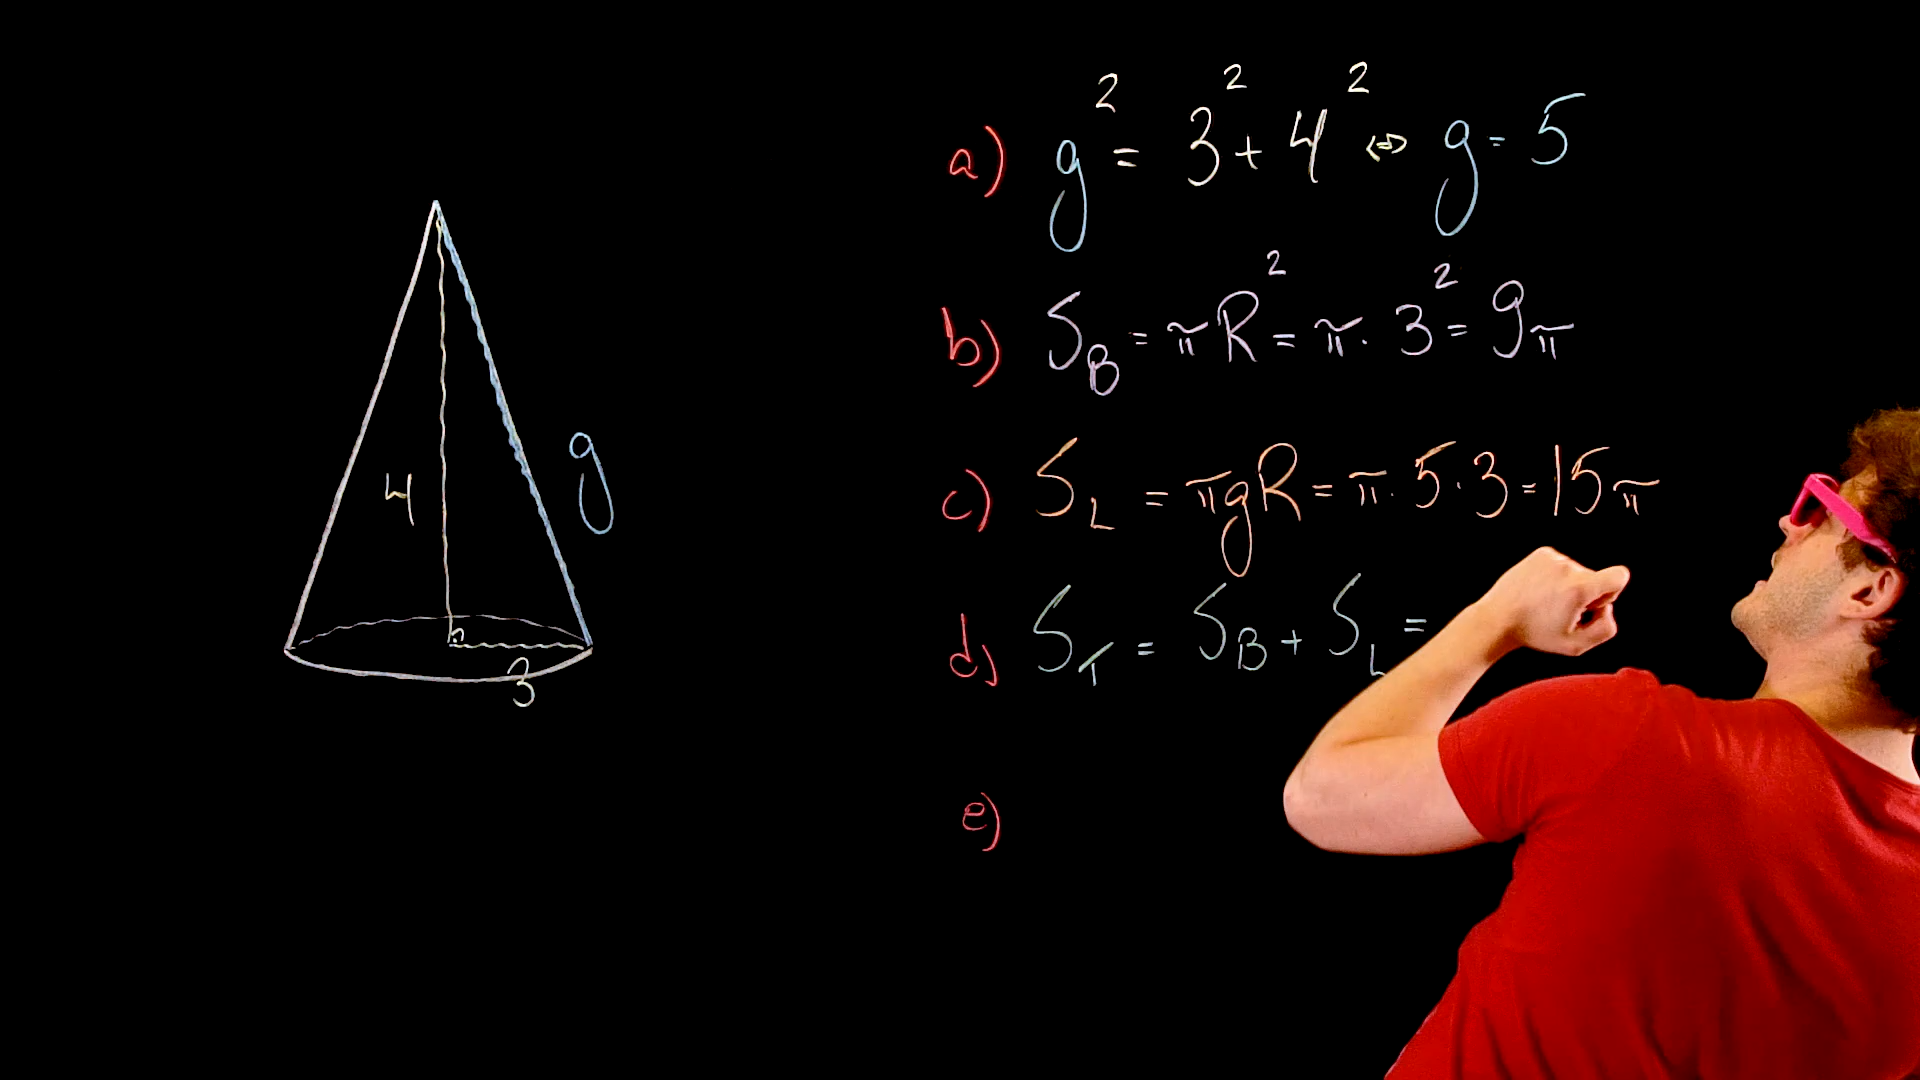 4
g
3
a) g² = 3² + 4² ⇔ g = 5
b) S_B = πR² = π · 3² = 9π
c) S_L = πgR = π · 5 · 3 = 15π
d) S_T = S_B + S_L =
e)